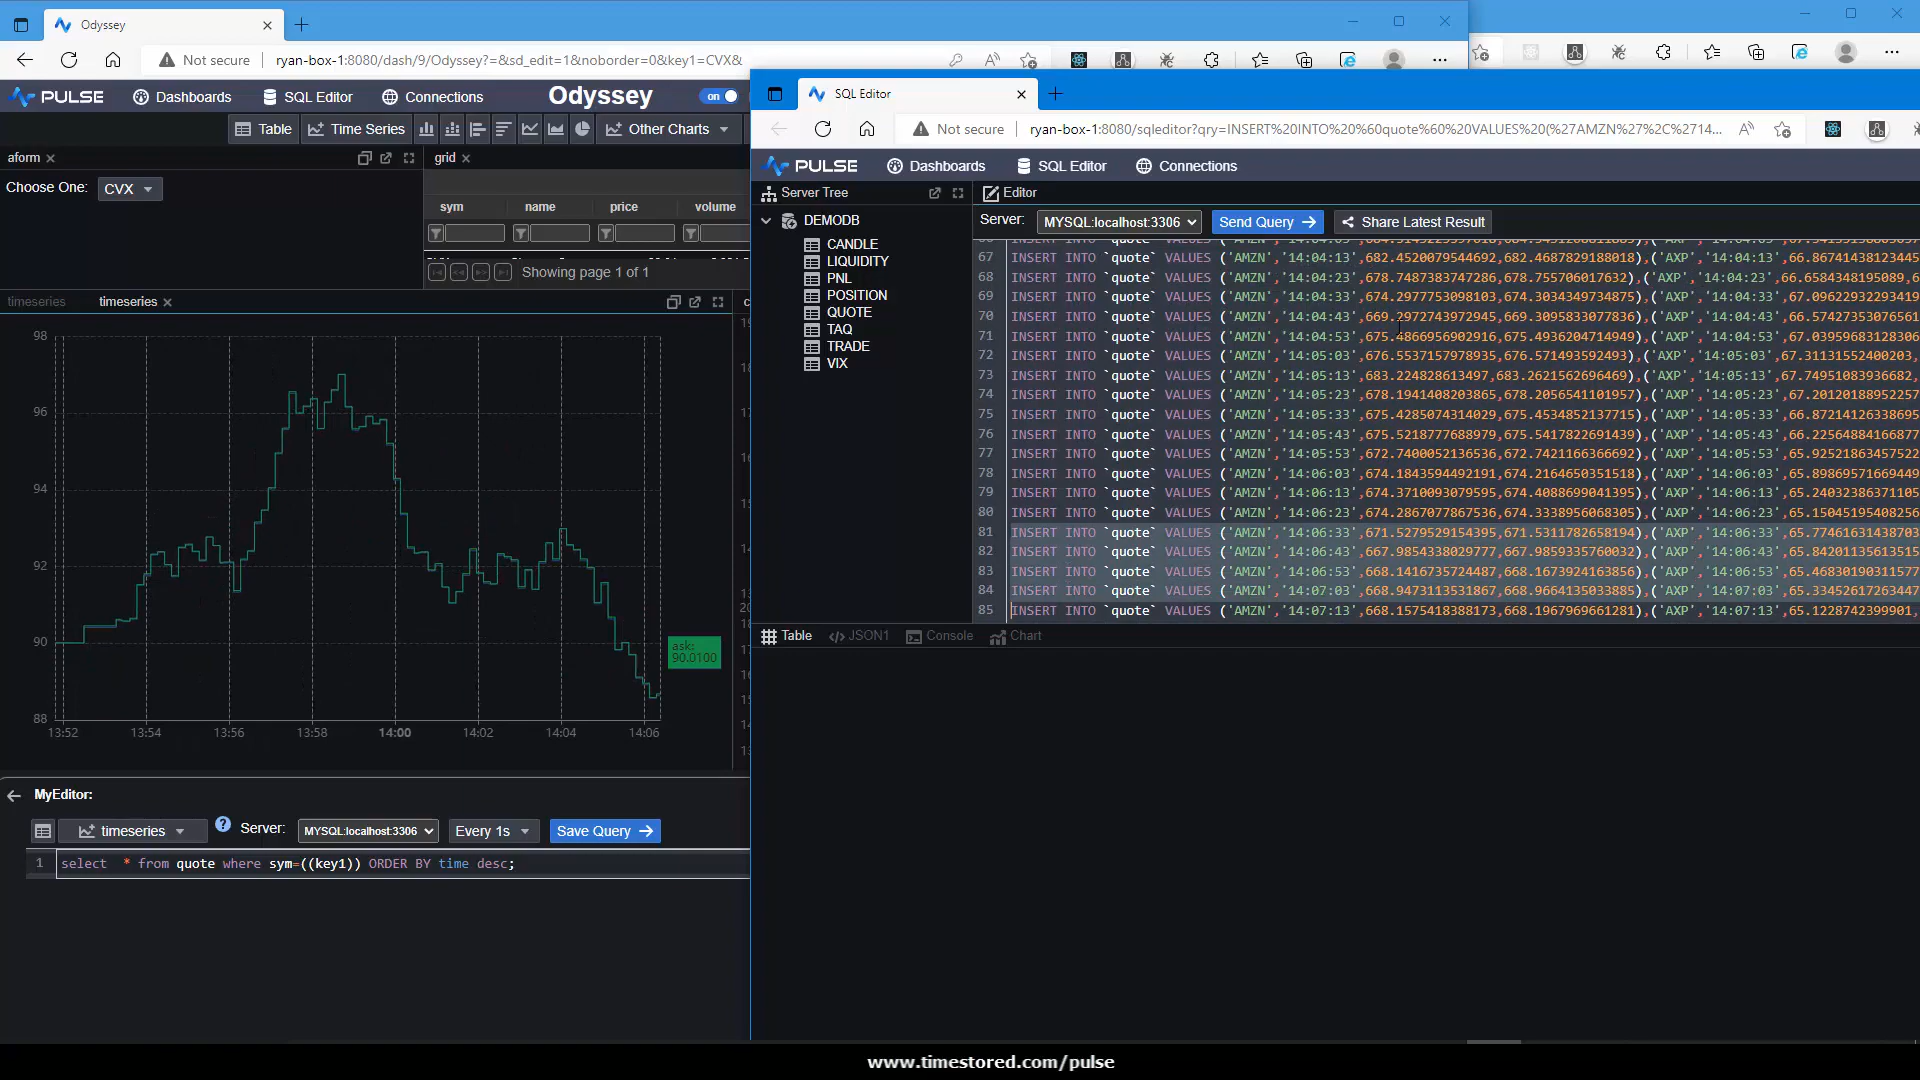 Odyssey
Not secure
ryan-box-1:8080/dash/9/Odyssey?=&sd_edit=1&noborder=0&key1=CVX&
PULSE
Dashboards
SQL Editor
Connections
Odyssey
on
Table
Time Series
Other Charts
aform
Choose One:
CVX
grid
sym
name
price
volume
Showing page 1 of 1
timeseries
timeseries
98
96
94
92
90
88
ask:
90.0100
13:52
13:54
13:56
13:58
14:00
14:02
14:04
14:06
MyEditor:
timeseries
Server:
MYSQL:localhost:3306
Every 1s
Save Query
1
select * from quote where sym=((key1)) ORDER BY time desc;
SQL Editor
Not secure
ryan-box-1:8080/sqleditor?qry=INSERT%20INTO%20%60quote%60%20VALUES%20(%27AMZN%27%2C%2714...
PULSE
Dashboards
SQL Editor
Connections
Server Tree
DEMODB
CANDLE
LIQUIDITY
PNL
POSITION
QUOTE
TAQ
TRADE
VIX
Editor
Server:
MYSQL:localhost:3306
Send Query
Share Latest Result
67 INSERT INTO `quote` VALUES ('AMZN','14:04:13',682.4520079544692,682.4687829188018),('AXP','14:04:13',66.86741438123445
68 INSERT INTO `quote` VALUES ('AMZN','14:04:23',678.7487383747286,678.755706017632),('AXP','14:04:23',66.6584348195089,6
69 INSERT INTO `quote` VALUES ('AMZN','14:04:33',674.2977753098103,674.3034349734875),('AXP','14:04:33',67.09622932293419
70 INSERT INTO `quote` VALUES ('AMZN','14:04:43',669.2972743972945,669.3095833077836),('AXP','14:04:43',66.57427353076561
71 INSERT INTO `quote` VALUES ('AMZN','14:04:53',675.4866956902916,675.4936204714949),('AXP','14:04:53',67.03959683128306
72 INSERT INTO `quote` VALUES ('AMZN','14:05:03',676.5537157978935,676.571493592493),('AXP','14:05:03',67.31131552400203,
73 INSERT INTO `quote` VALUES ('AMZN','14:05:13',683.224828613497,683.2621562696469),('AXP','14:05:13',67.74951083936682,
74 INSERT INTO `quote` VALUES ('AMZN','14:05:23',678.1941408203865,678.2056541101957),('AXP','14:05:23',67.20120188952257
75 INSERT INTO `quote` VALUES ('AMZN','14:05:33',675.4285074314029,675.4534852137715),('AXP','14:05:33',66.87214126338695
76 INSERT INTO `quote` VALUES ('AMZN','14:05:43',675.5218777688979,675.5417822691439),('AXP','14:05:43',66.22564884166877
77 INSERT INTO `quote` VALUES ('AMZN','14:05:53',672.7400052136536,672.7421166366692),('AXP','14:05:53',65.92521863457522
78 INSERT INTO `quote` VALUES ('AMZN','14:06:03',674.1843594492191,674.2164650351518),('AXP','14:06:03',65.89869571669449
79 INSERT INTO `quote` VALUES ('AMZN','14:06:13',674.3710093079595,674.4088699041395),('AXP','14:06:13',65.24032386371105
80 INSERT INTO `quote` VALUES ('AMZN','14:06:23',674.2867077867536,674.3338956068305),('AXP','14:06:23',65.15045195408256
81 INSERT INTO `quote` VALUES ('AMZN','14:06:33',671.5279529154395,671.5311782658194),('AXP','14:06:33',65.77461631438703
82 INSERT INTO `quote` VALUES ('AMZN','14:06:43',667.9854338029777,667.9859335760032),('AXP','14:06:43',65.84201135613515
83 INSERT INTO `quote` VALUES ('AMZN','14:06:53',668.1416735724487,668.1673924163856),('AXP','14:06:53',65.46830190311577
84 INSERT INTO `quote` VALUES ('AMZN','14:07:03',668.9473113531867,668.9664135033885),('AXP','14:07:03',65.33452617263447
85 INSERT INTO `quote` VALUES ('AMZN','14:07:13',668.1575418388173,668.1967969661281),('AXP','14:07:13',65.1228742399901,
Table
JSON1
Console
Chart
www.timestored.com/pulse